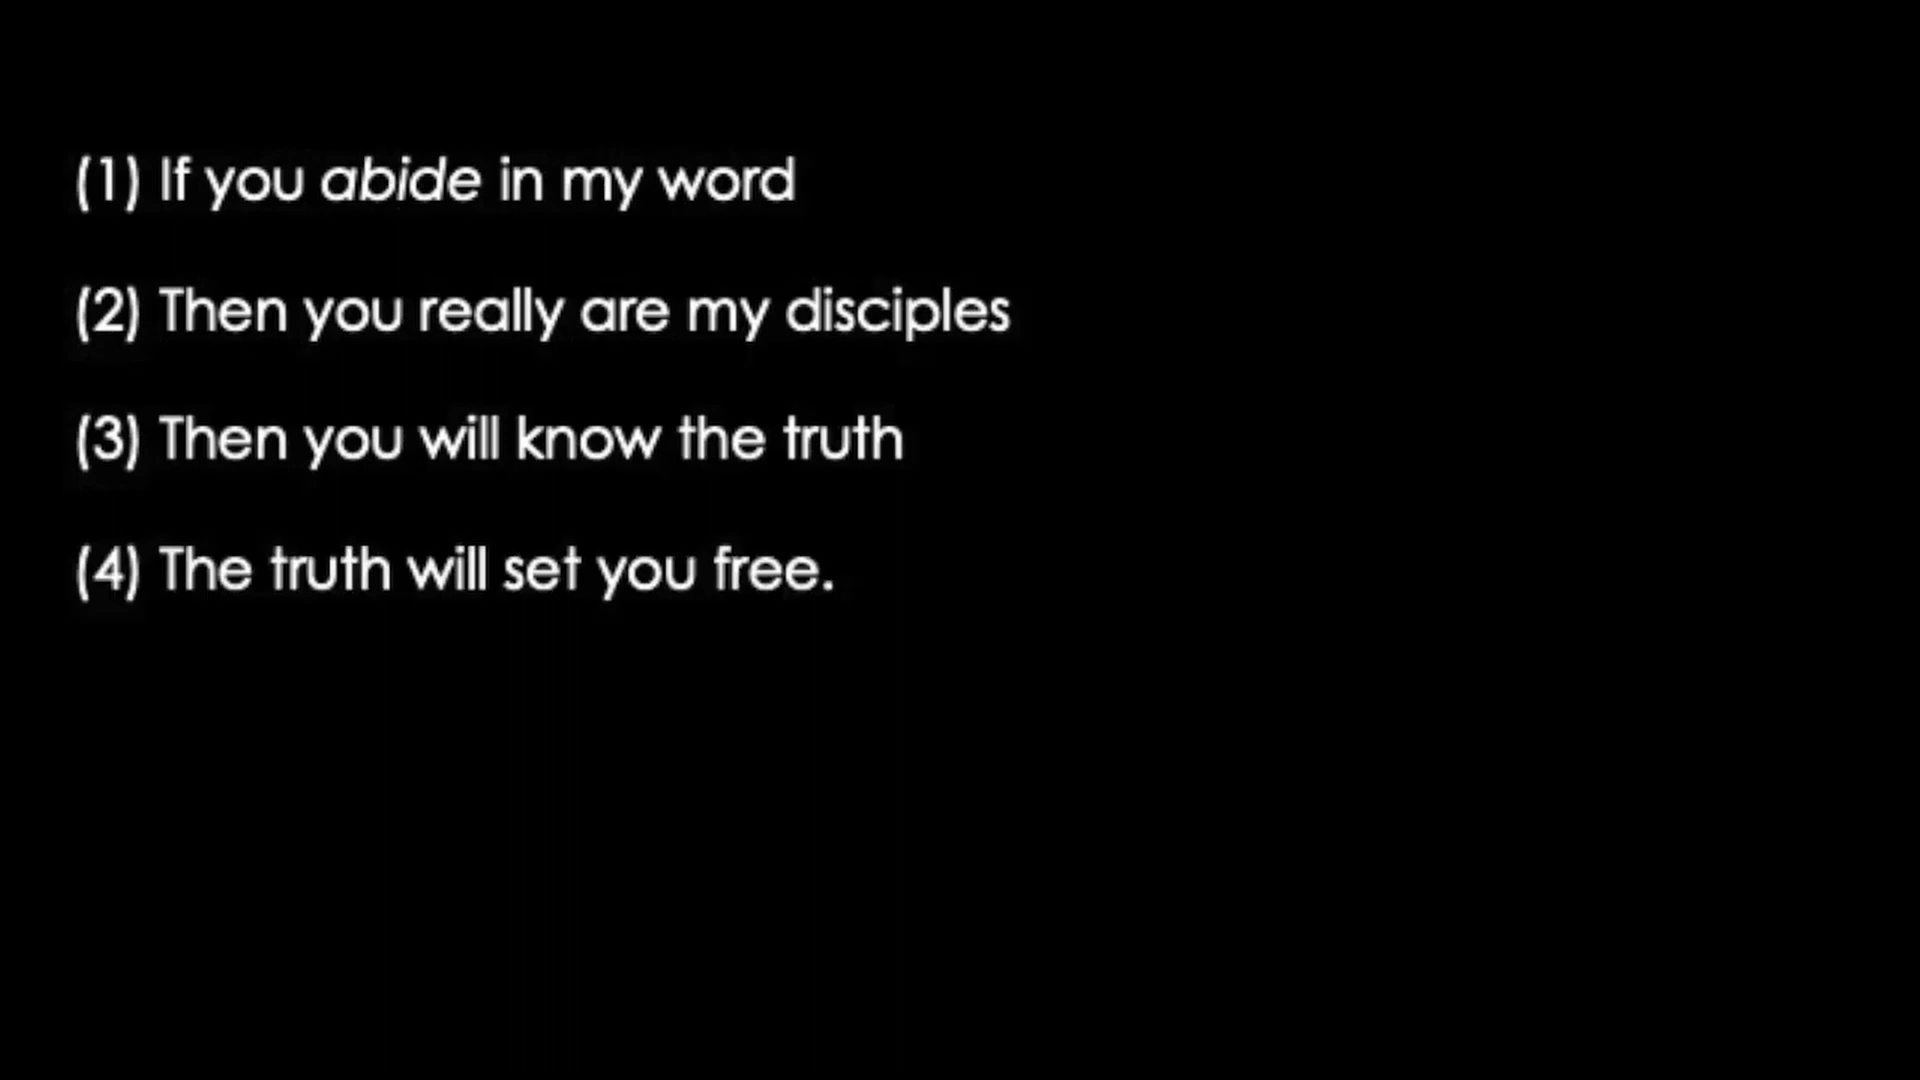 (1) If you abide in my word
(2) Then you really are my disciples
(3) Then you will know the truth
(4) The truth will set you free.